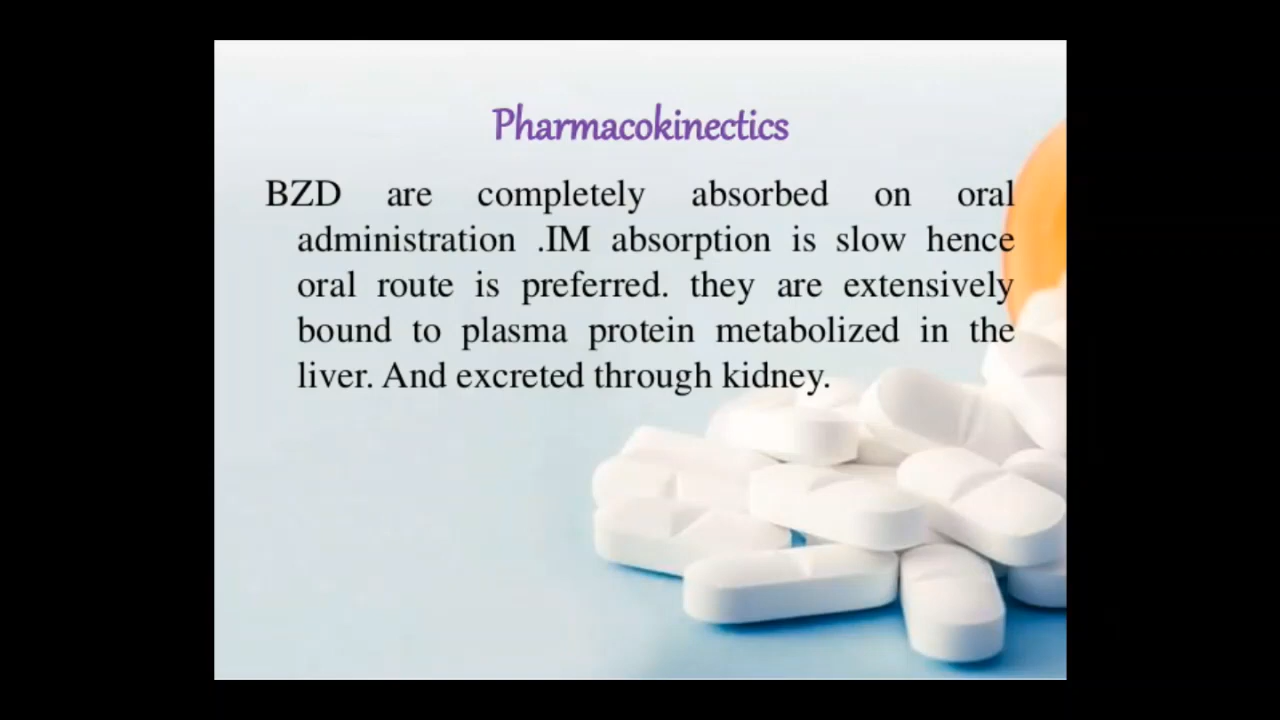 Pharmacokinectics
BZD are completely absorbed on oral
administration .IM absorption is slow hence
oral route is preferred. they are extensively
bound to plasma protein metabolized in the
liver. And excreted through kidney.